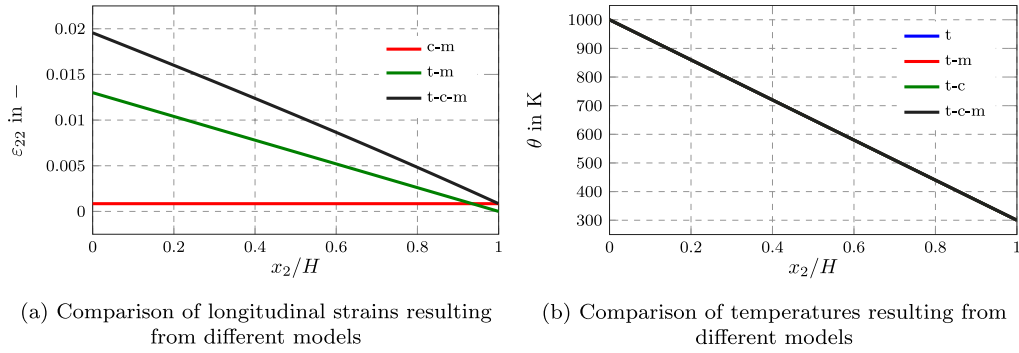 0.02
0.015
0.01
0.005
0
ε₂₂ in −
c-m
t-m
t-c-m
0
0.2
0.4
0.6
0.8
1
x₂/H
(a) Comparison of longitudinal strains resulting
from different models
1000
900
800
700
600
500
400
300
θ in K
t
t-m
t-c
t-c-m
0
0.2
0.4
0.6
0.8
1
x₂/H
(b) Comparison of temperatures resulting from
different models